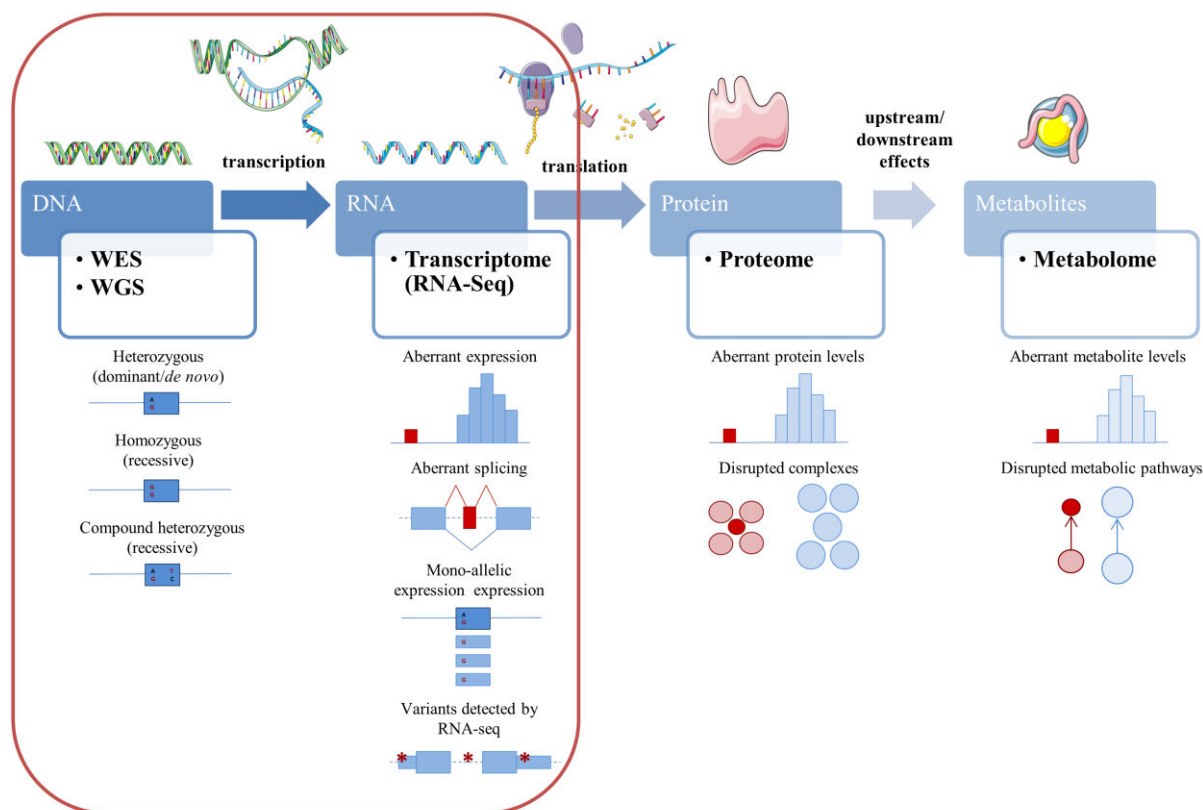 transcription
translation
upstream/
downstream
effects
DNA
RNA
Protein
Metabolites
• WES
• WGS
• Transcriptome
(RNA-Seq)
• Proteome
• Metabolome
Heterozygous
(dominant/de novo)
A
G
Homozygous
(recessive)
G
G
Compound heterozygous
(recessive)
A T
G C
Aberrant expression
Aberrant splicing
Mono-allelic
expression expression
A
G
G
G
G
Variants detected by
RNA-seq
* * *
Aberrant protein levels
Disrupted complexes
Aberrant metabolite levels
Disrupted metabolic pathways